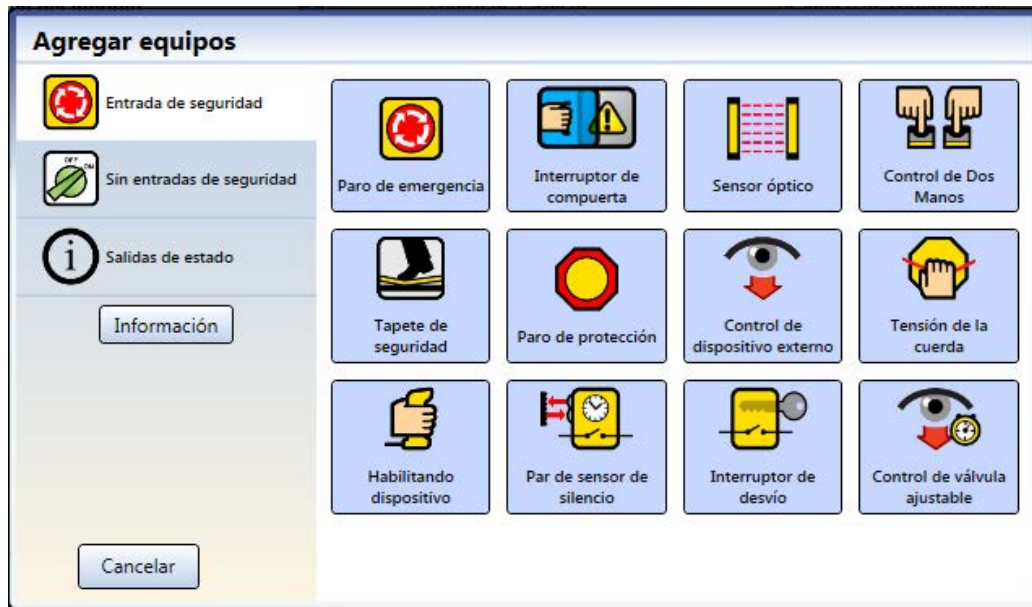 Agregar equipos
Entrada de seguridad
OFF
ON
Sin entradas de seguridad
i
Salidas de estado
Información
Cancelar
Paro de emergencia
Interruptor de
compuerta
Sensor óptico
Control de Dos
Manos
Tapete de
seguridad
Paro de protección
Control de
dispositivo externo
Tensión de la
cuerda
Habilitando
dispositivo
Par de sensor de
silencio
Interruptor de
desvío
Control de válvula
ajustable